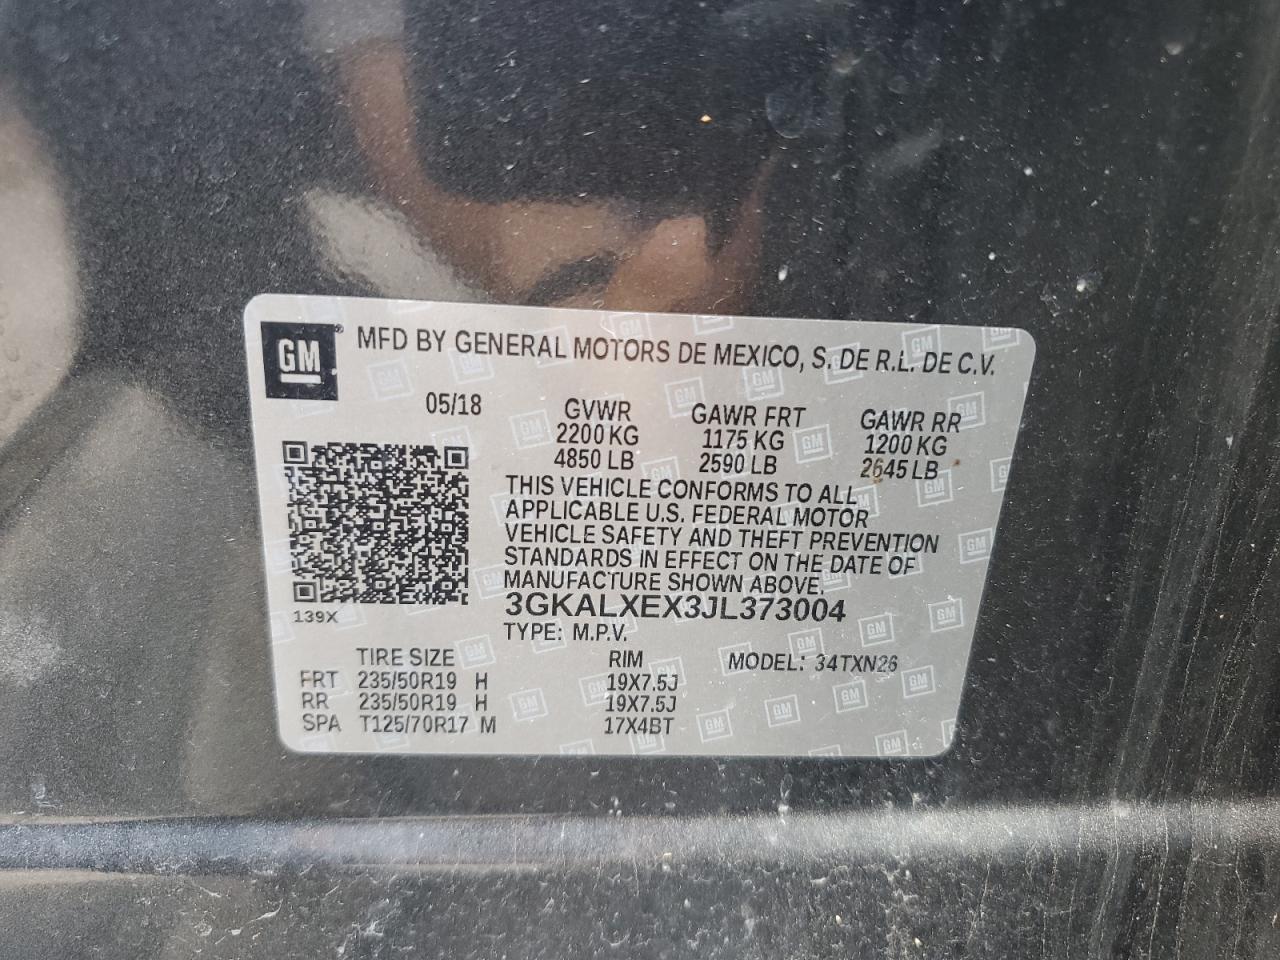 GM® MFD BY GENERAL MOTORS DE MEXICO, S. DE R.L. DE C.V.
05/18 GVWR GAWR FRT GAWR RR
2200 KG 1175 KG 1200 KG
4850 LB 2590 LB 2645 LB
THIS VEHICLE CONFORMS TO ALL
APPLICABLE U.S. FEDERAL MOTOR
VEHICLE SAFETY AND THEFT PREVENTION
STANDARDS IN EFFECT ON THE DATE OF
MANUFACTURE SHOWN ABOVE.
139X 3GKALXEX3JL373004
TYPE: M.P.V.
TIRE SIZE RIM MODEL: 34TXN26
FRT 235/50R19 H 19X7.5J
RR 235/50R19 H 19X7.5J
SPA T125/70R17 M 17X4BT